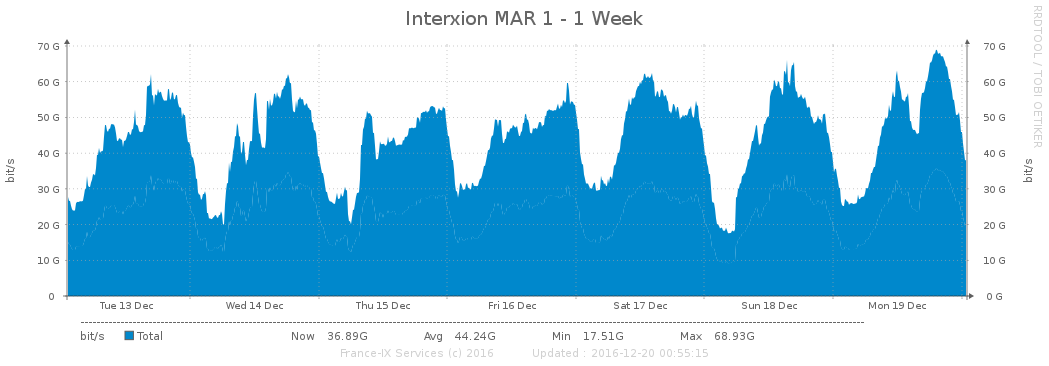 Interxion MAR 1 - 1 Week
RRDTOOL / TOBI OETIKER
bit/s
70 G 70 G
60 G 60 G
50 G 50 G
40 G 40 G
30 G 30 G
20 G 20 G
10 G 10 G
0 0 G
bit/s
Tue 13 Dec Wed 14 Dec Thu 15 Dec Fri 16 Dec Sat 17 Dec Sun 18 Dec Mon 19 Dec
bit/s Total Now 36.89G Avg 44.24G Min 17.51G Max 68.93G
France-IX Services (c) 2016 Updated : 2016-12-20 00:55:15